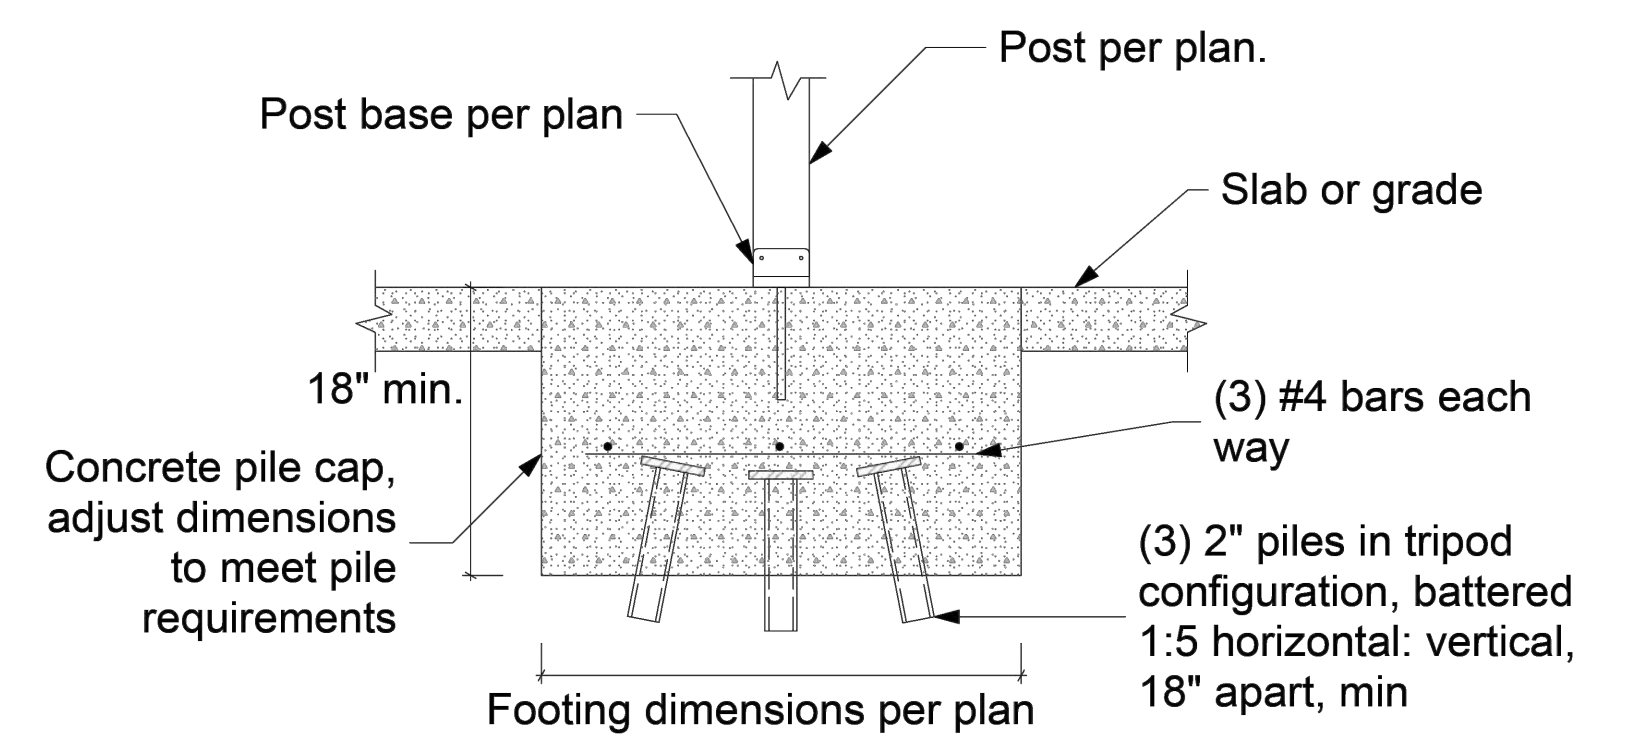 Post per plan.
Post base per plan
Slab or grade
18" min.
(3) #4 bars each
way
Concrete pile cap,
adjust dimensions
to meet pile
requirements
(3) 2" piles in tripod
configuration, battered
1:5 horizontal: vertical,
18" apart, min
Footing dimensions per plan